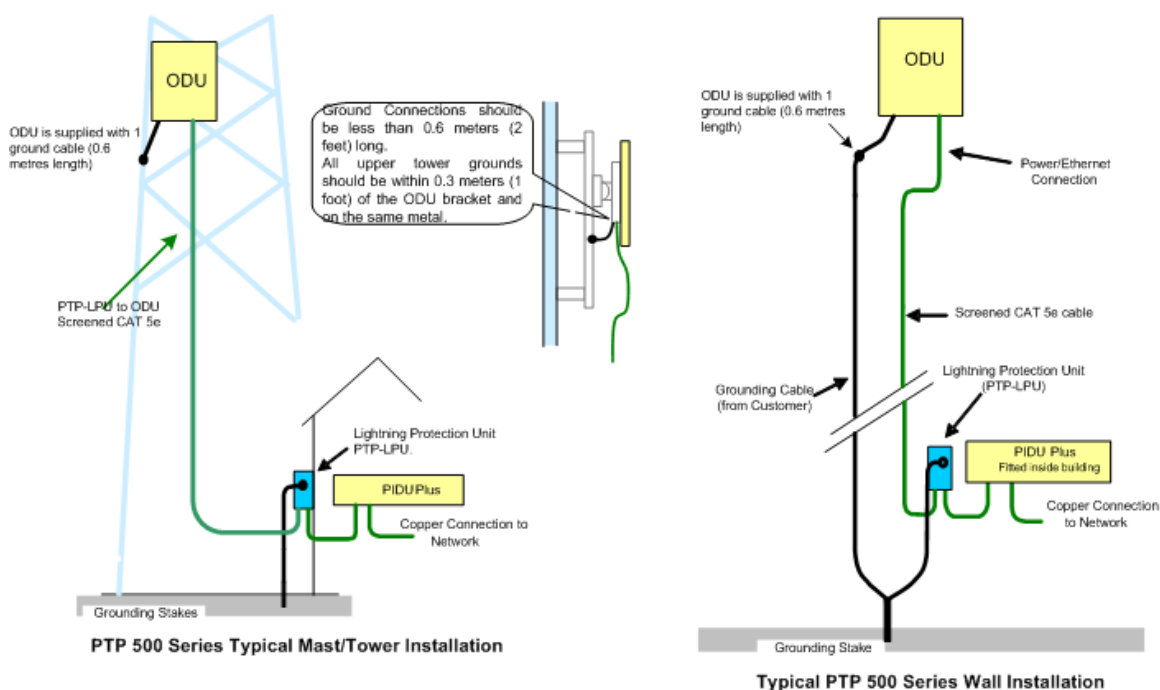 ODU
ODU is supplied with 1
ground cable (0.6
metres length)
Ground Connections should
be less than 0.6 meters (2
feet) long.
All upper tower grounds
should be within 0.3 meters (1
foot) of the ODU bracket and
on the same metal.
PTP-LPU to ODU
Screened CAT 5e
Lightning Protection Unit
PTP-LPU.
PIDU Plus
Copper Connection to
Network
Grounding Stakes
PTP 500 Series Typical Mast/Tower Installation
ODU
ODU is supplied with 1
ground cable (0.6 metres
length)
Power/Ethernet
Connection
Screened CAT 5e cable
Grounding Cable
(from Customer)
Lightning Protection Unit
(PTP-LPU)
PIDU Plus
Fitted inside building
Copper Connection
to Network
Grounding Stake
Typical PTP 500 Series Wall Installation